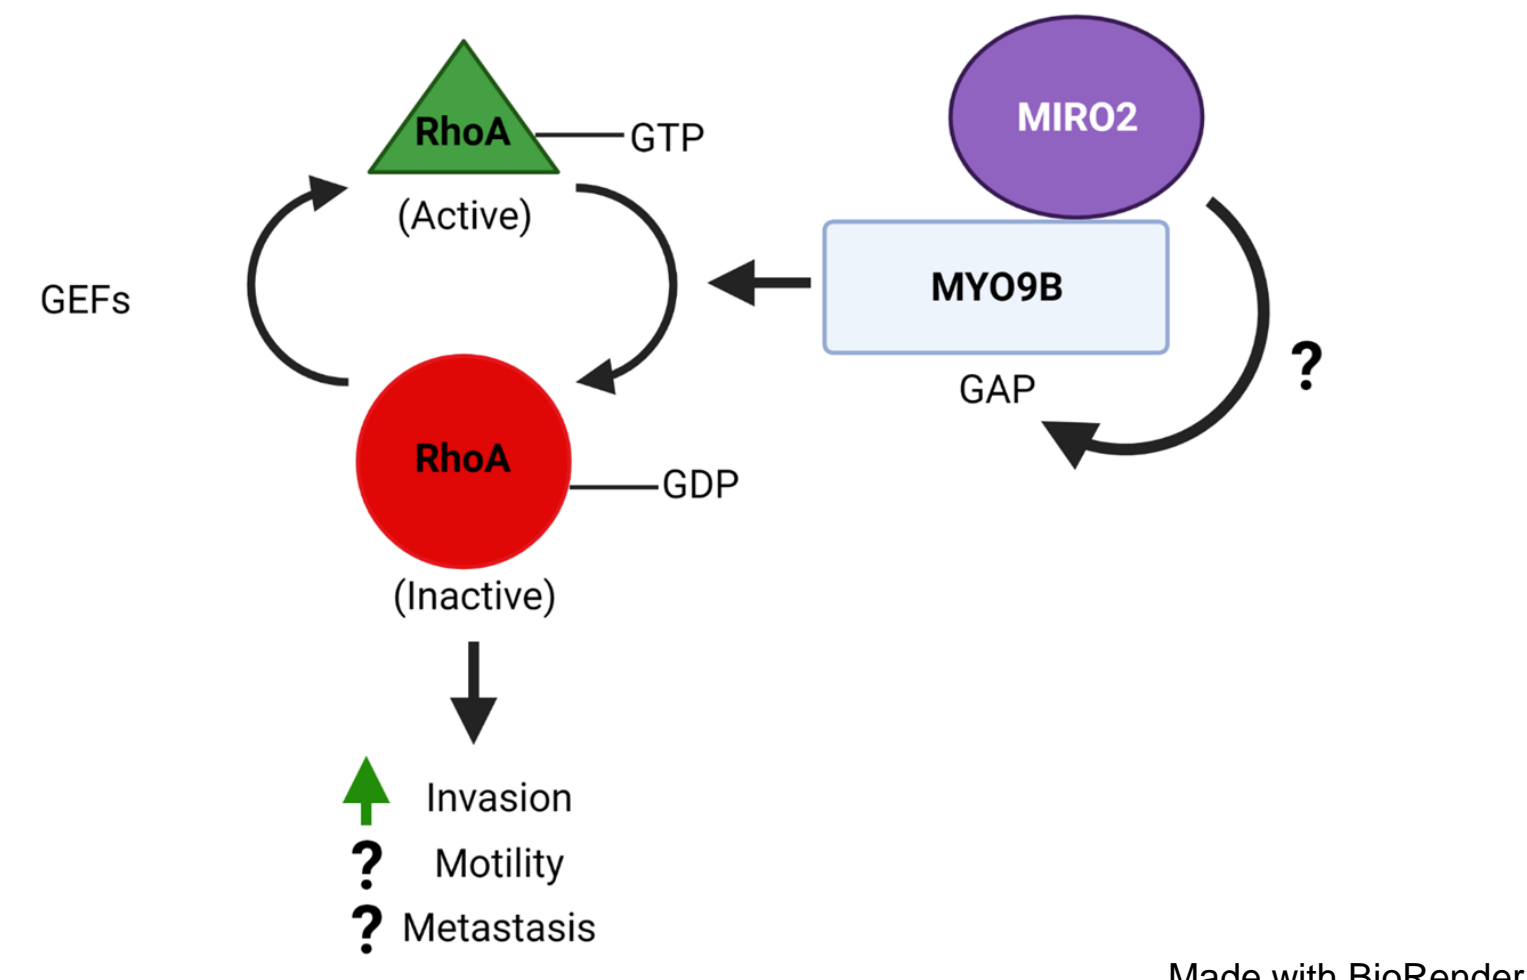 RhoA
GTP
(Active)
GEFs
RhoA
GDP
(Inactive)
MIRO2
MYO9B
GAP
?
Invasion
? Motility
? Metastasis
Made with BioRender